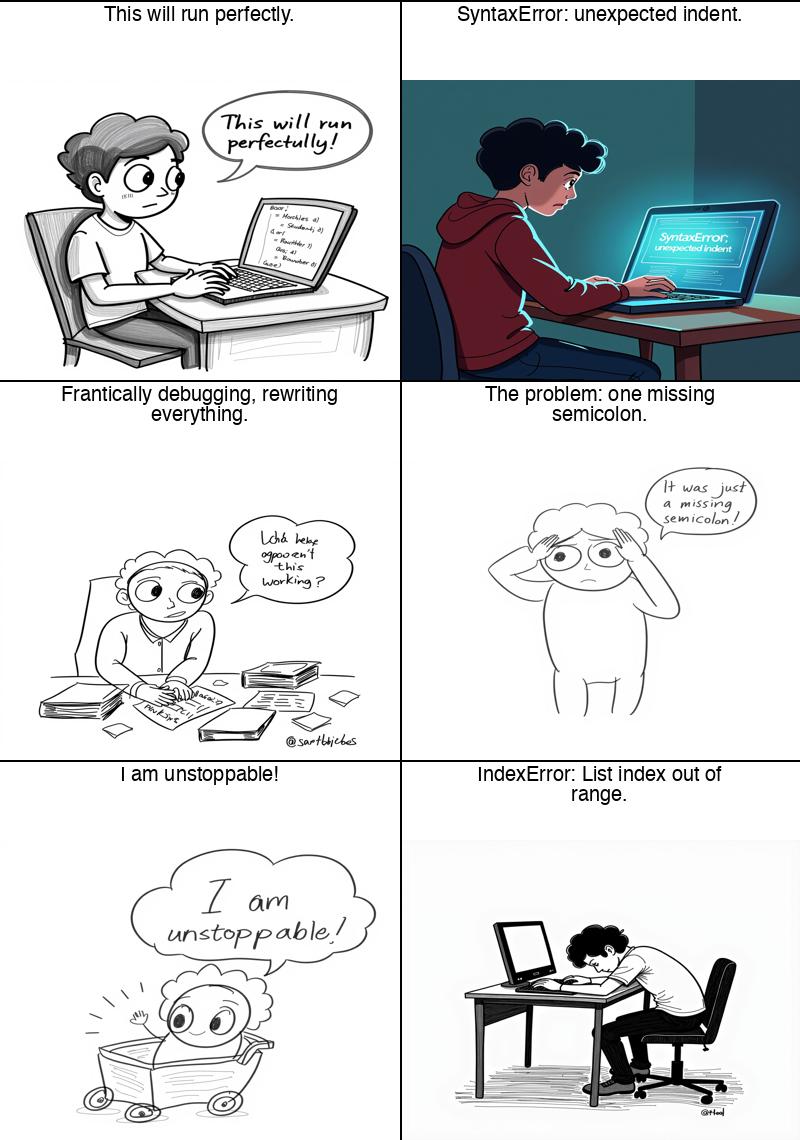 This will run perfectly.
This will run
perfectully!
SyntaxError: unexpected indent.
SyntaxError;
unexpected indent
Frantically debugging, rewriting
everything.
this
working?
The problem: one missing
semicolon.
It was just
a missing
semicolon!
I am unstoppable!
I am
unstoppable!
IndexError: List index out of
range.